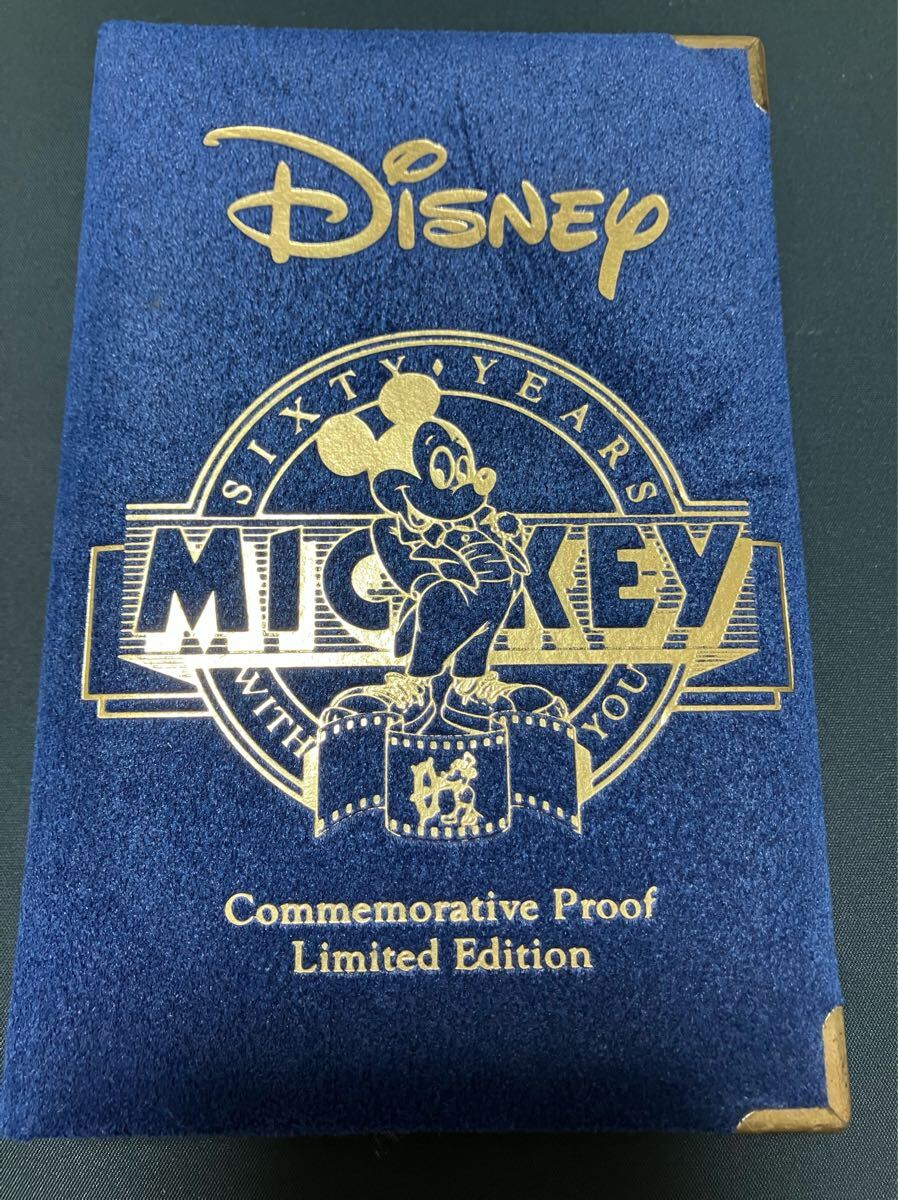 Disney
SIXTY YEARS
MICKEY
WITH YOU
Commemorative Proof
Limited Edition